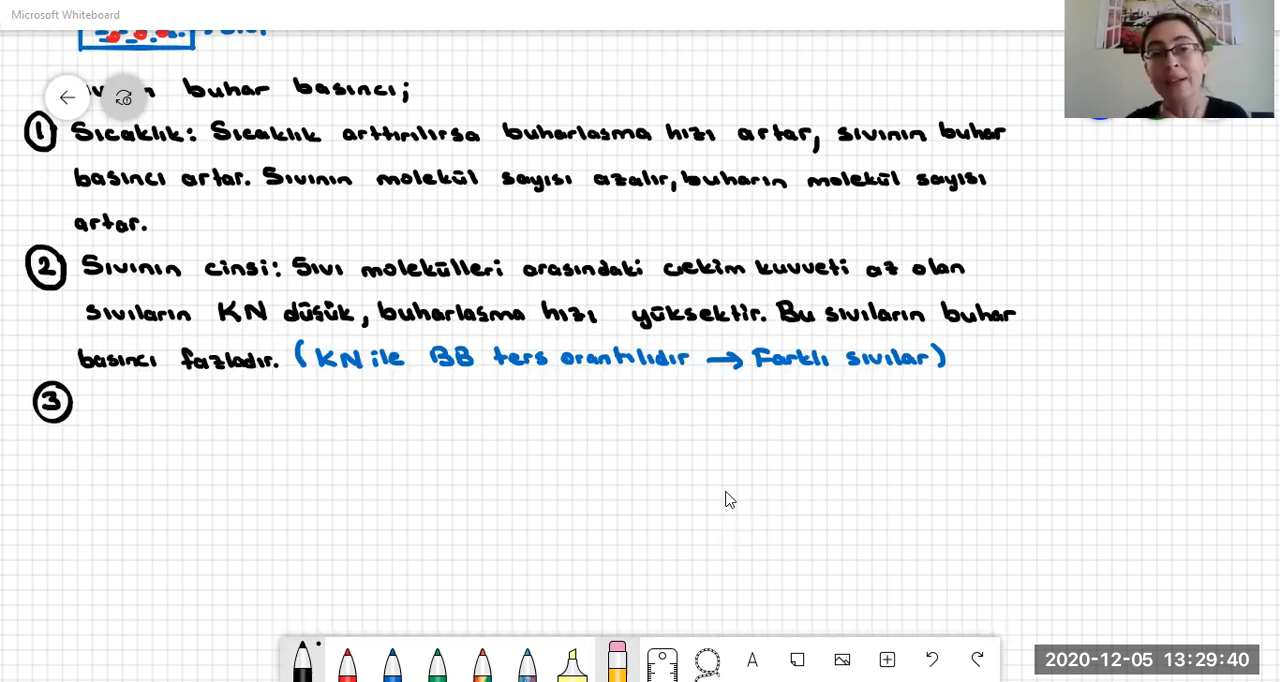 Microsoft Whiteboard
buhar basıncı;
① Sıcaklık: Sıcaklık arttırılırsa buharlaşma hızı artar, sıvının buhar
basıncı artar. Sıvının molekül sayısı azalır, buharın molekül sayısı
artar.
② Sıvının cinsi: Sıvı molekülleri arasındaki çekim kuvveti az olan
sıvıların KN düşük, buharlaşma hızı yüksektir. Bu sıvıların buhar
basıncı fazladır. (KN ile BB ters orantılıdır → Farklı sıvılar)
③
A
2020-12-05 13:29:40